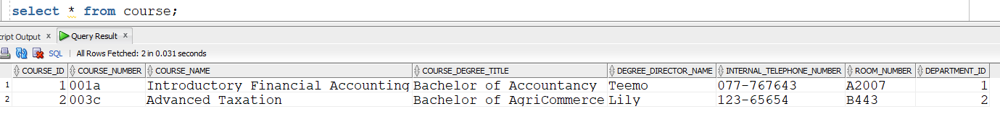 select * from course;
cript Output x Query Result x
SQL | All Rows Fetched: 2 in 0.031 seconds
COURSE_ID COURSE_NUMBER COURSE_NAME COURSE_DEGREE_TITLE DEGREE_DIRECTOR_NAME INTERNAL_TELEPHONE_NUMBER ROOM_NUMBER DEPARTMENT_ID
1 1 001a Introductory Financial Accounting Bachelor of Accountancy Teemo 077-767643 A2007 1
2 2 003c Advanced Taxation Bachelor of AgriCommerce Lily 123-65654 B443 2